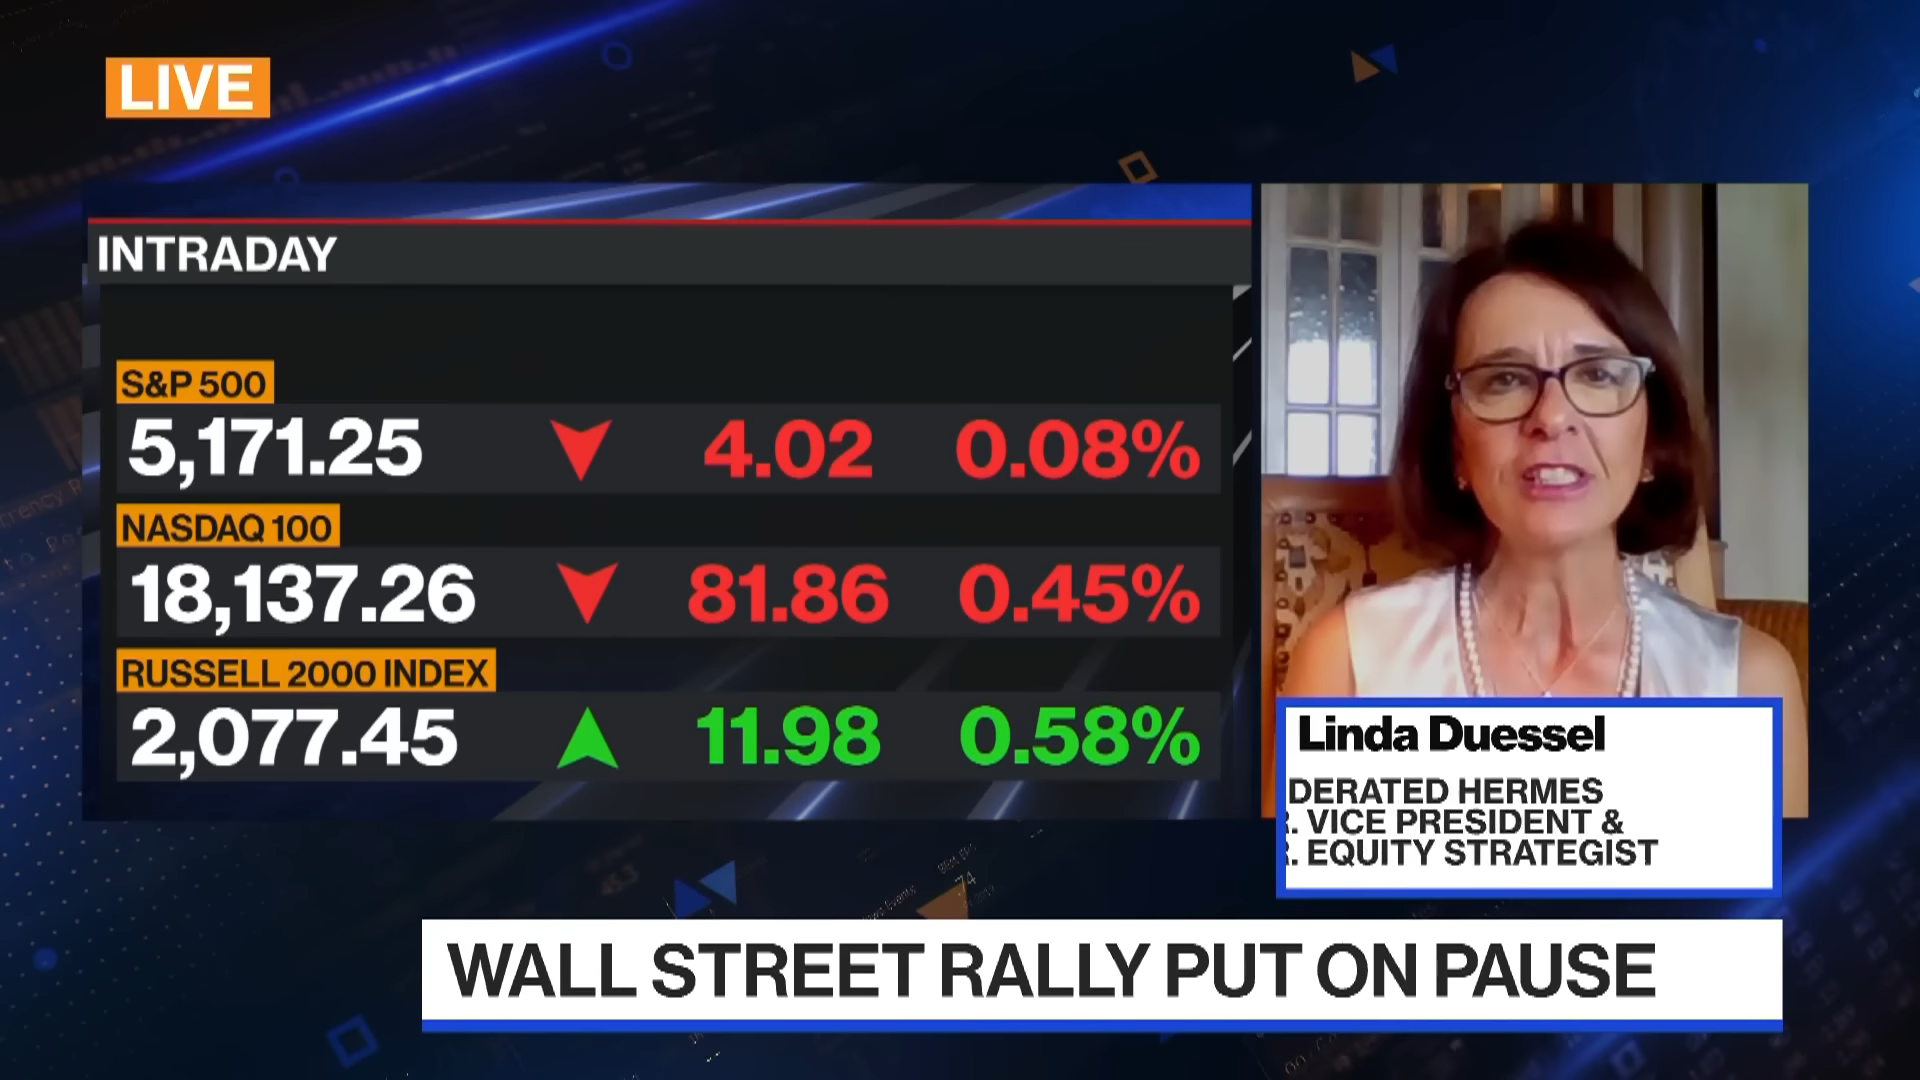 LIVE
INTRADAY
S&P 500
5,171.25 ▼ 4.02 0.08%
NASDAQ 100
18,137.26 ▼ 81.86 0.45%
RUSSELL 2000 INDEX
2,077.45 ▲ 11.98 0.58%
Linda Duessel
DERATED HERMES
. VICE PRESIDENT &
. EQUITY STRATEGIST
WALL STREET RALLY PUT ON PAUSE